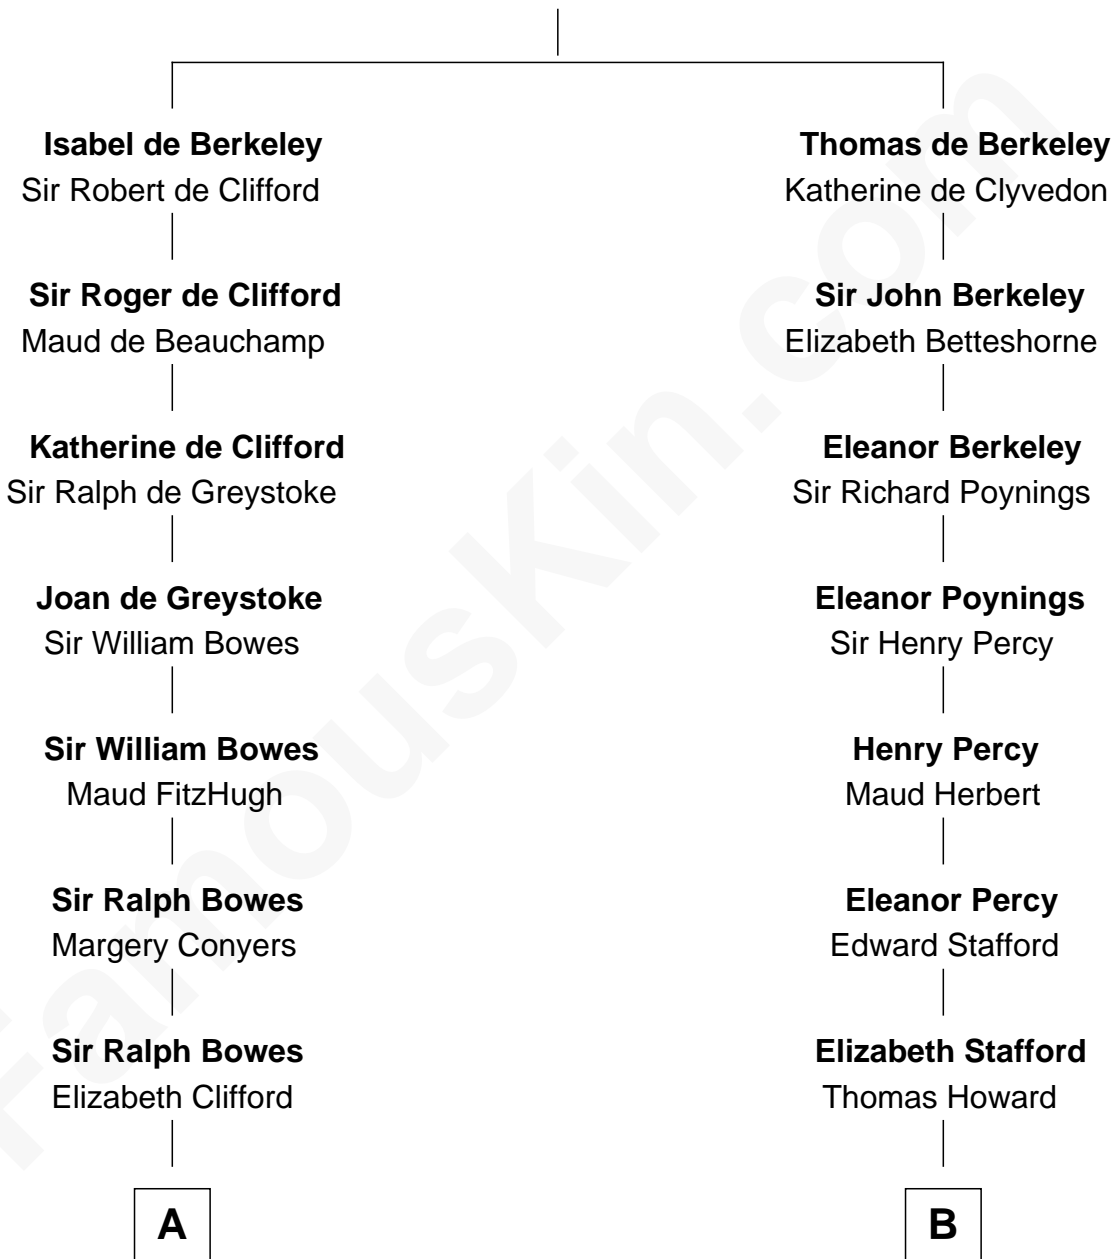 Isabel de Berkeley
Sir Robert de Clifford
Sir Roger de Clifford
Maud de Beauchamp
Katherine de Clifford
Sir Ralph de Greystoke
Joan de Greystoke
Sir William Bowes
Sir William Bowes
Maud FitzHugh
Sir Ralph Bowes
Margery Conyers
Sir Ralph Bowes
Elizabeth Clifford
A
Thomas de Berkeley
Katherine de Clyvedon
Sir John Berkeley
Elizabeth Betteshorne
Eleanor Berkeley
Sir Richard Poynings
Eleanor Poynings
Sir Henry Percy
Henry Percy
Maud Herbert
Eleanor Percy
Edward Stafford
Elizabeth Stafford
Thomas Howard
B
FamousKin.com